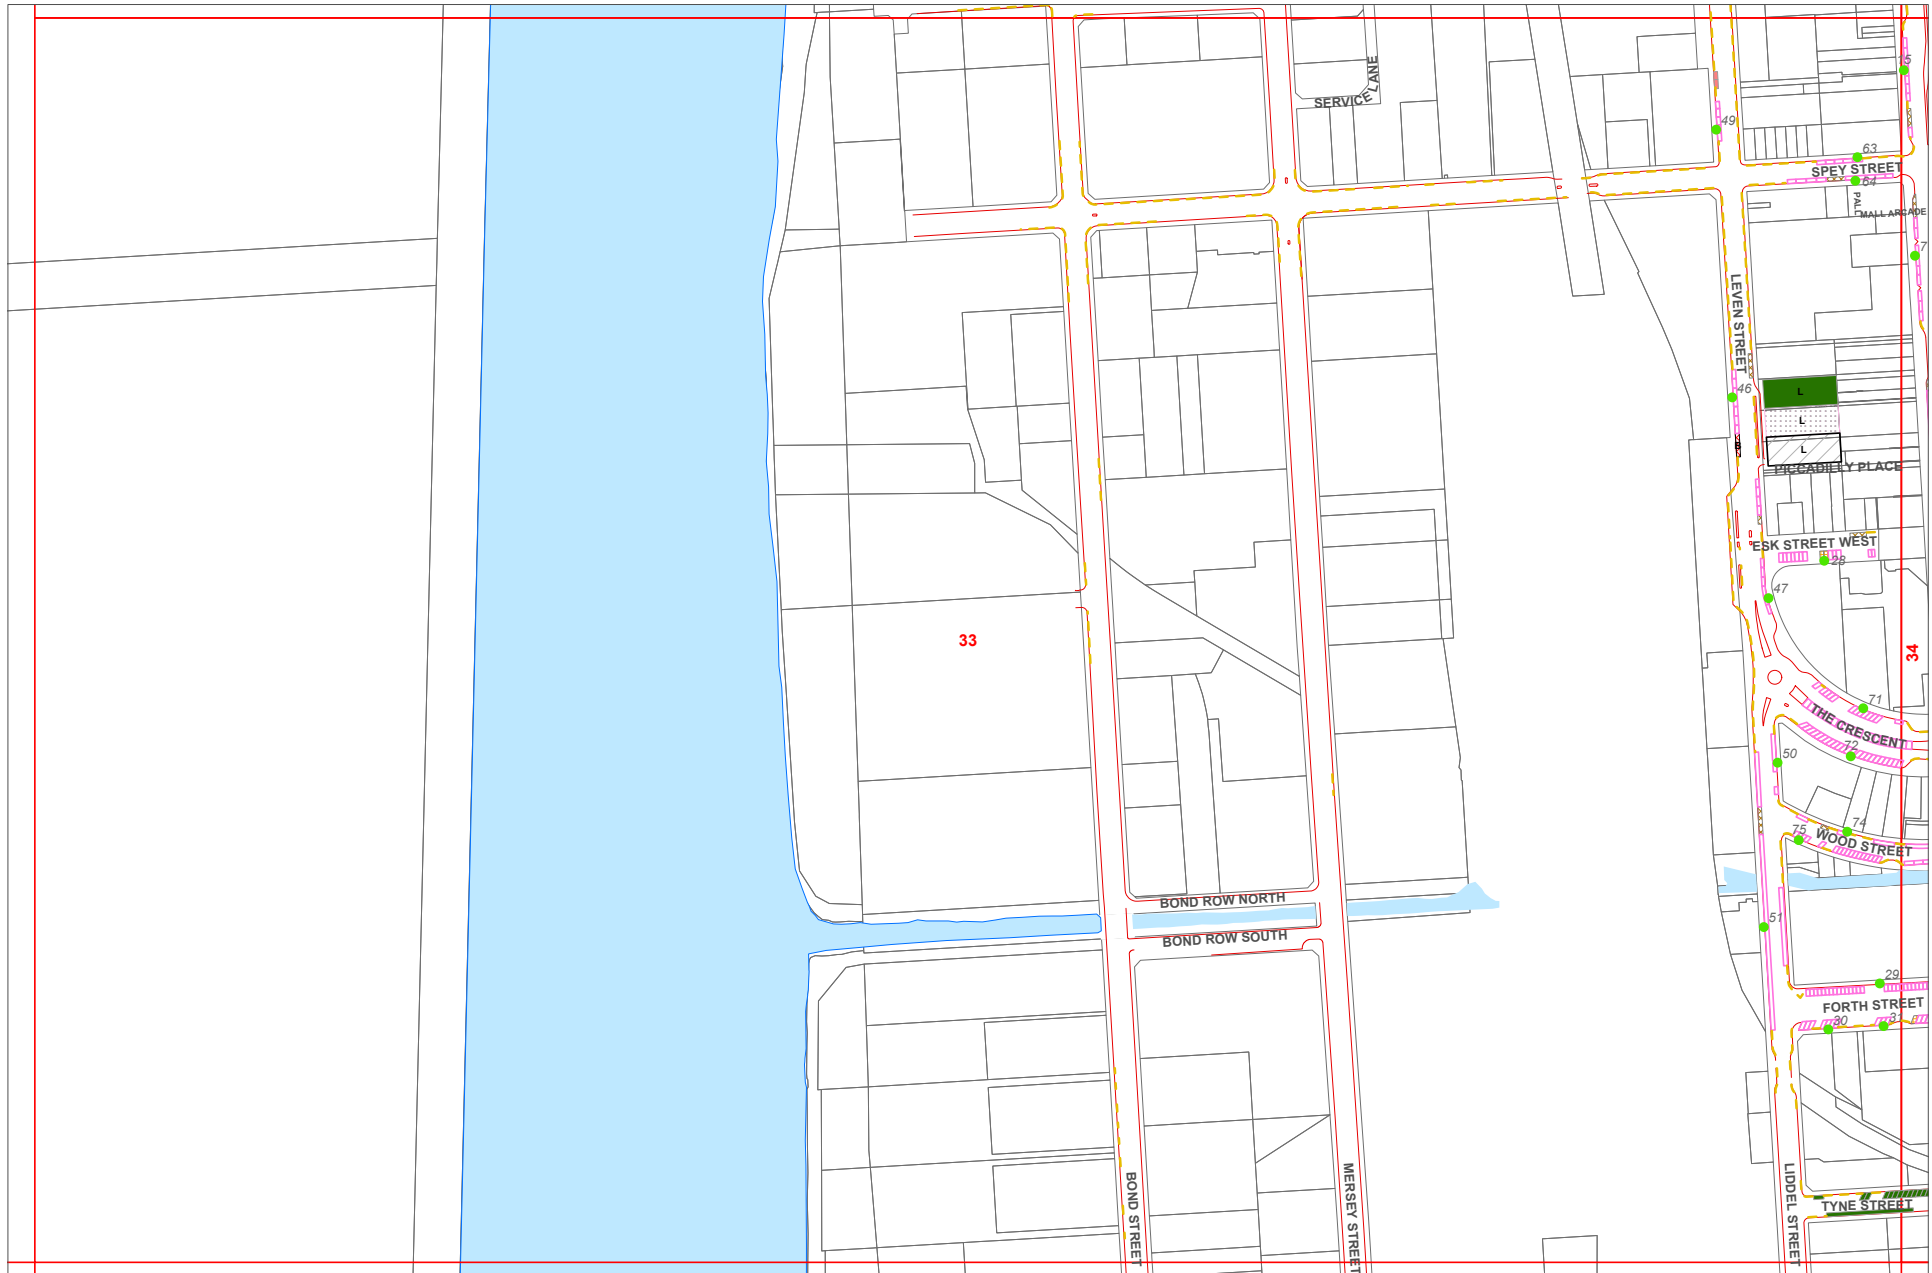 SERVICE LANE
5
49
63
SPEY STREET
64
PALL
MALL ARCADE
7
LEVEN STREET
46
L
L
B
L
PICCADILLY PLACE
ESK STREET WEST
28
47
33
34
71
THE CRESCENT
72
50
74
75
WOOD STREET
BOND ROW NORTH
51
BOND ROW SOUTH
29
FORTH STREET
30
31
BOND STREET
MERSEY STREET
LIDDEL STREET
TYNE STREET